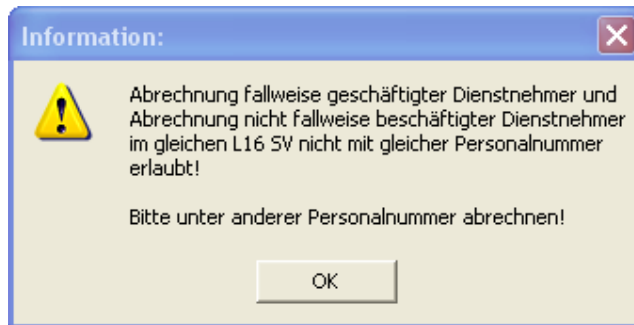 Information:
Abrechnung fallweise geschäftigter Dienstnehmer und
Abrechnung nicht fallweise beschäftigter Dienstnehmer
im gleichen L16 SV nicht mit gleicher Personalnummer
erlaubt!
Bitte unter anderer Personalnummer abrechnen!
OK